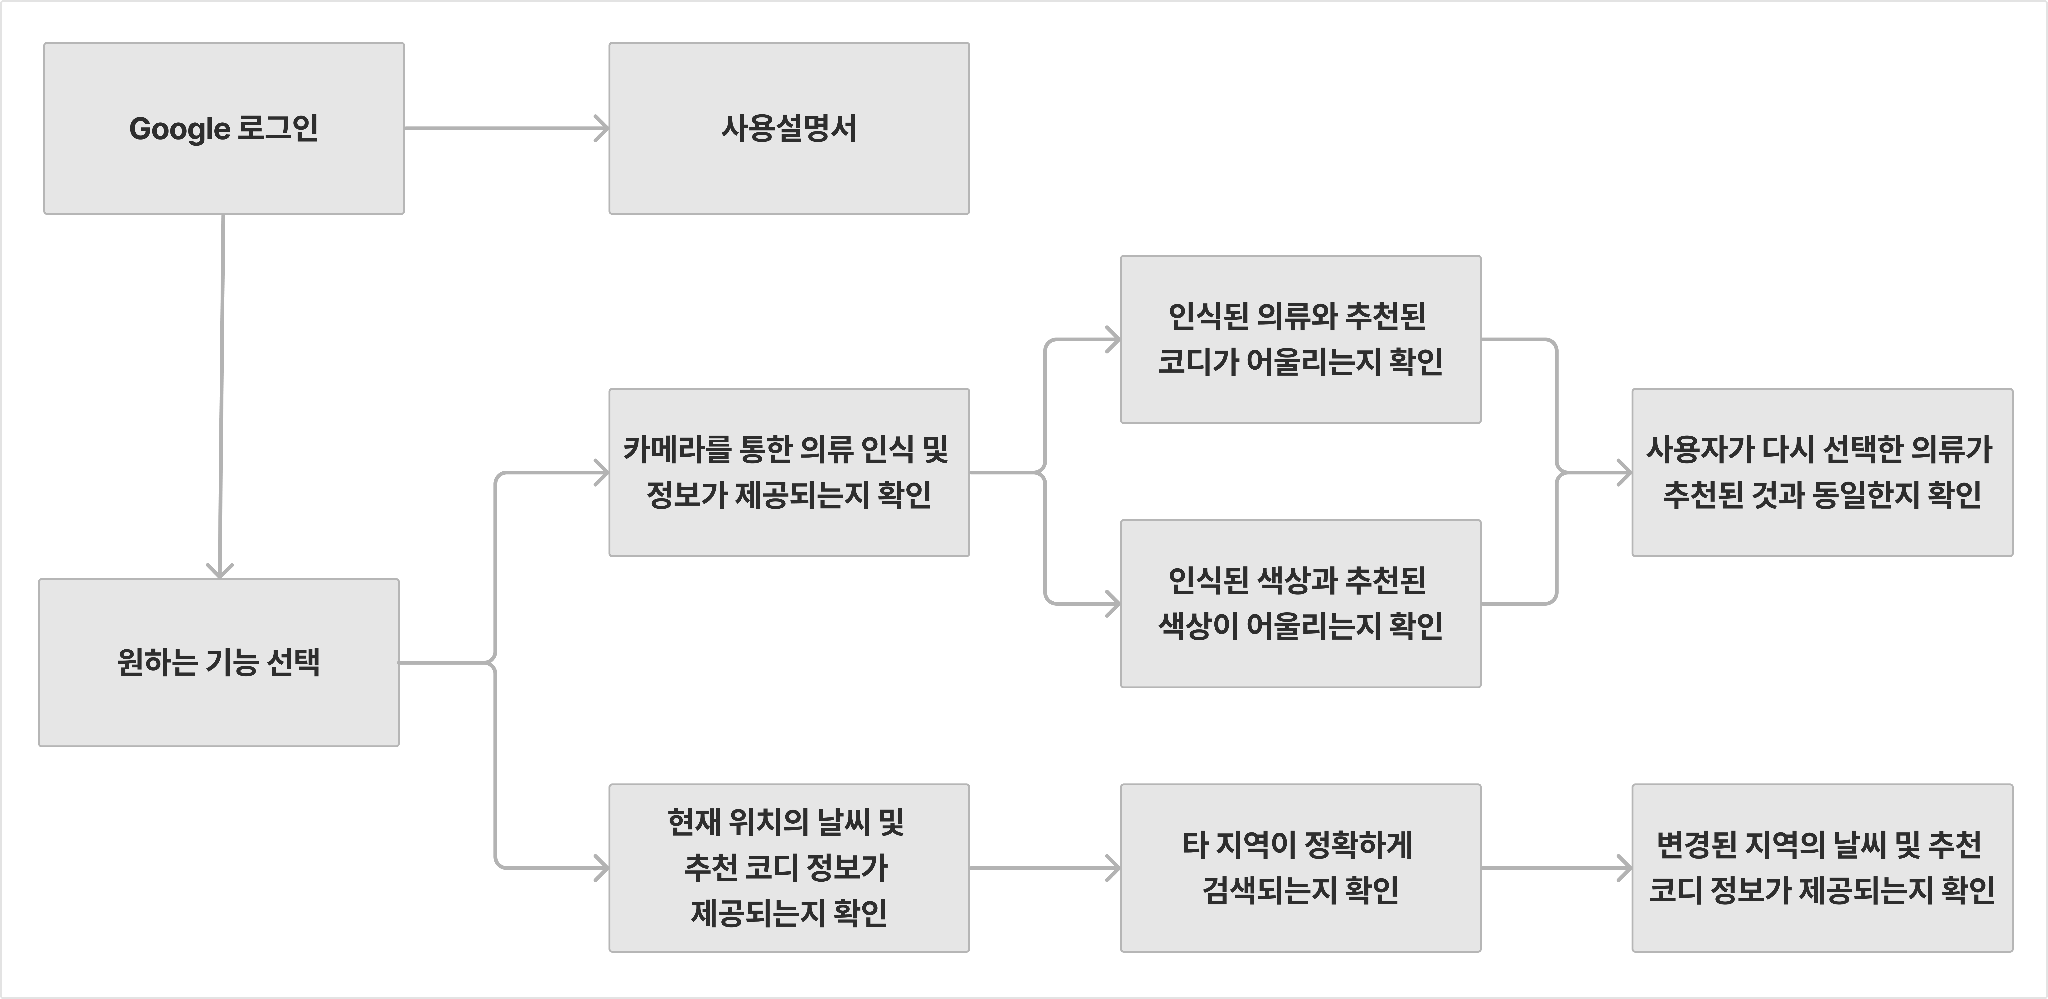 Google 로그인
사용설명서
인식된 의류와 추천된
코디가 어울리는지 확인
카메라를 통한 의류 인식 및
정보가 제공되는지 확인
사용자가 다시 선택한 의류가
추천된 것과 동일한지 확인
인식된 색상과 추천된
색상이 어울리는지 확인
원하는 기능 선택
현재 위치의 날씨 및
추천 코디 정보가
제공되는지 확인
타 지역이 정확하게
검색되는지 확인
변경된 지역의 날씨 및 추천
코디 정보가 제공되는지 확인